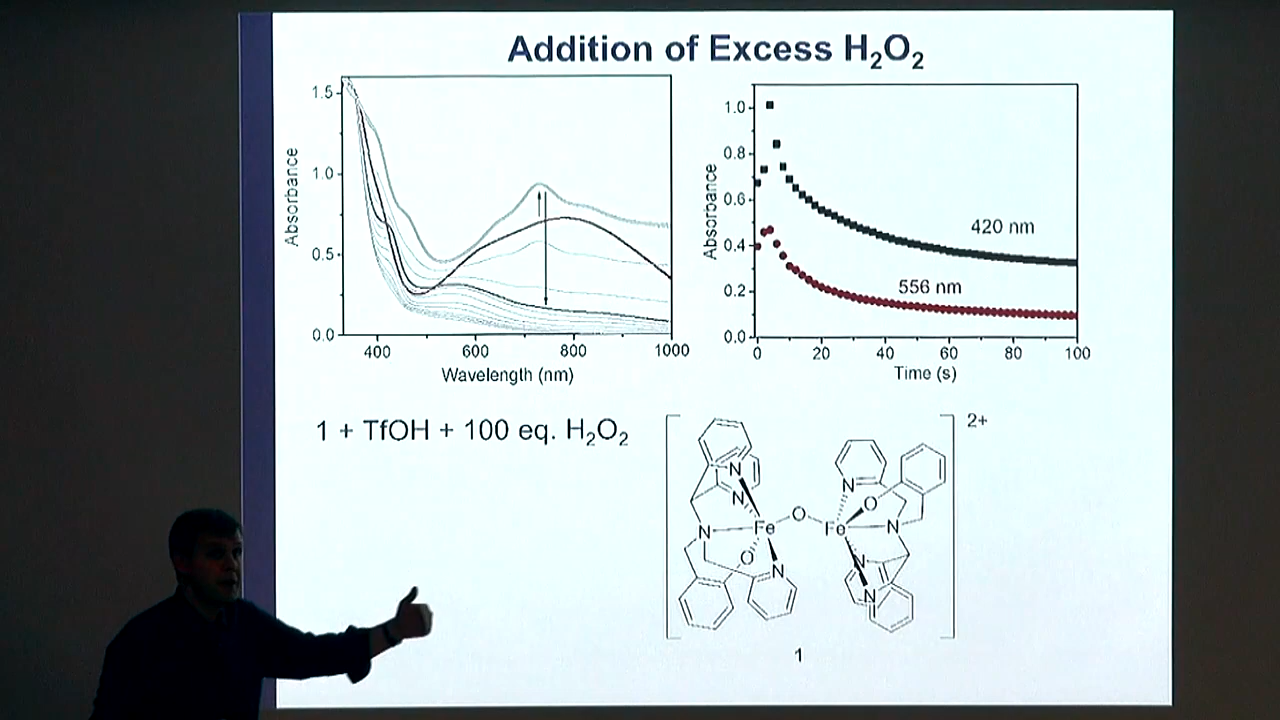 Addition of Excess H₂O₂
1.5
1.0
0.5
0.0
Absorbance
400
600
800
1000
Wavelength (nm)
1.0
0.8
0.6
0.4
0.2
0.0
Absorbance
420 nm
556 nm
0
20
40
60
80
100
Time (s)
1 + TfOH + 100 eq. H₂O₂
2+
N
N
N
Fe
O
N
O
Fe
N
O
N
N
N
1